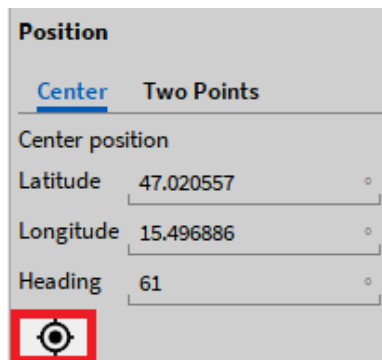 Position
Center Two Points
Center position
Latitude 47.020557 °
Longitude 15.496886 °
Heading 61 °